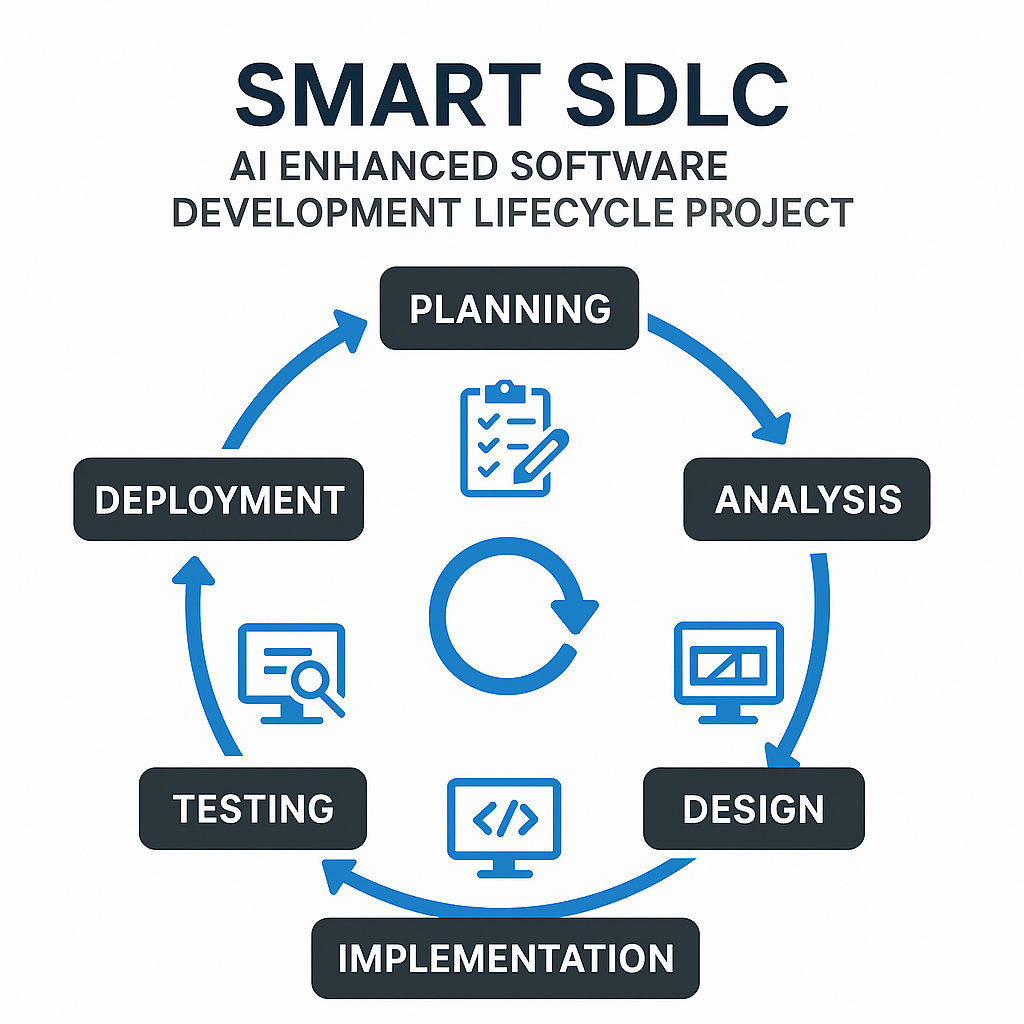 SMART SDLC
AI ENHANCED SOFTWARE
DEVELOPMENT LIFECYCLE PROJECT
PLANNING
DEPLOYMENT
ANALYSIS
TESTING
</>
DESIGN
IMPLEMENTATION